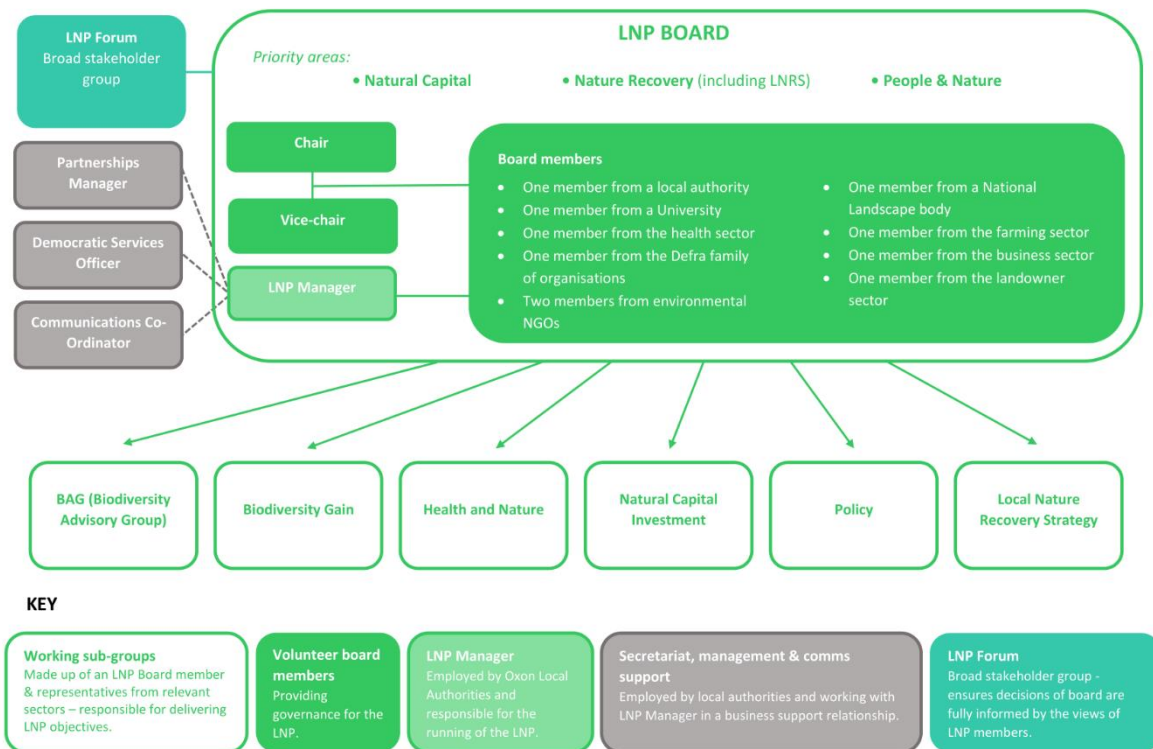 LNP Forum
Broad stakeholder
group
LNP BOARD
Priority areas:
• Natural Capital
• Nature Recovery (including LNRS)
• People & Nature
Partnerships
Manager
Democratic Services
Officer
Communications Co-
Ordinator
Chair
Vice-chair
LNP Manager
Board members
• One member from a local authority
• One member from a University
• One member from the health sector
• One member from the Defra family
of organisations
• Two members from environmental
NGOs
• One member from a National
Landscape body
• One member from the farming sector
• One member from the business sector
• One member from the landowner
sector
BAG (Biodiversity
Advisory Group)
Biodiversity Gain
Health and Nature
Natural Capital
Investment
Policy
Local Nature
Recovery Strategy
KEY
Working sub-groups
Made up of an LNP Board member
& representatives from relevant
sectors – responsible for delivering
LNP objectives.
Volunteer board
members
Providing
governance for the
LNP.
LNP Manager
Employed by Oxon Local
Authorities and
responsible for the
running of the LNP.
Secretariat, management & comms
support
Employed by local authorities and working with
LNP Manager in a business support relationship.
LNP Forum
Broad stakeholder group -
ensures decisions of board are
fully informed by the views of
LNP members.